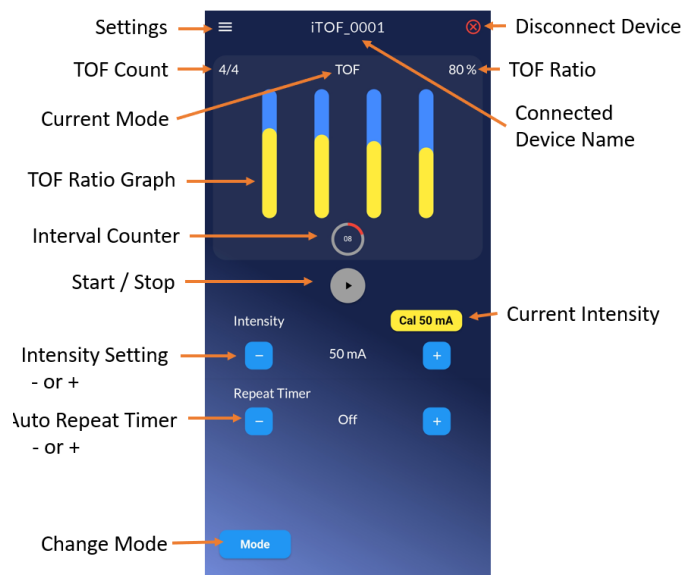 Settings
iTOF_0001
Disconnect Device
TOF Count
4/4
TOF
80 %
TOF Ratio
Current Mode
Connected
Device Name
TOF Ratio Graph
Interval Counter
08
Start / Stop
Intensity
Cal 50 mA
Current Intensity
Intensity Setting
- or +
−
50 mA
+
Repeat Timer
Auto Repeat Timer
- or +
−
Off
+
Change Mode
Mode